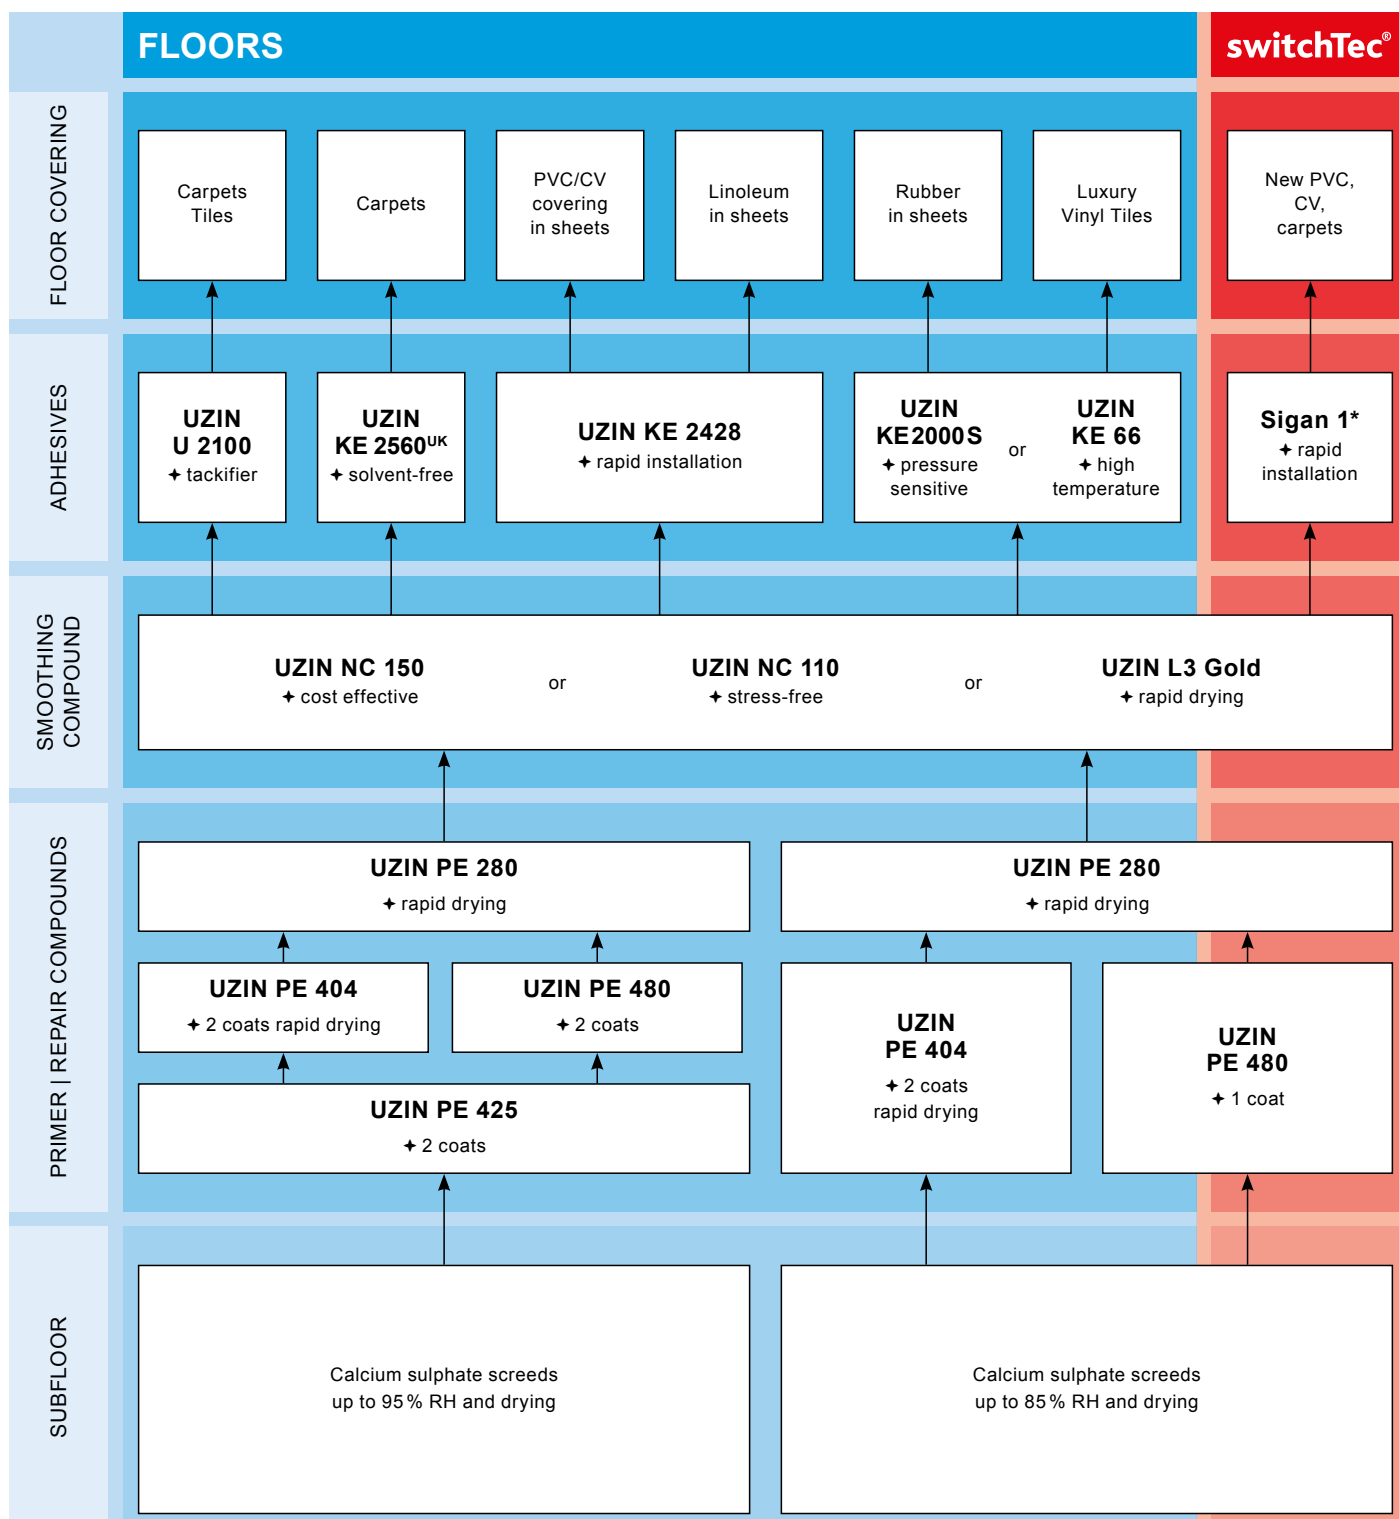 FLOORS
switchTec®
FLOOR COVERING
Carpets
Tiles
Carpets
PVC/CV
covering
in sheets
Linoleum
in sheets
Rubber
in sheets
Luxury
Vinyl Tiles
New PVC,
CV,
carpets
ADHESIVES
UZIN
U 2100
✦ tackifier
UZIN
KE 2560UK
✦ solvent-free
UZIN KE 2428
✦ rapid installation
UZIN
KE2000S
✦ pressure
sensitive
or
UZIN
KE 66
✦ high
temperature
Sigan 1*
✦ rapid
installation
SMOOTHING
COMPOUND
UZIN NC 150
✦ cost effective
or
UZIN NC 110
✦ stress-free
or
UZIN L3 Gold
✦ rapid drying
PRIMER | REPAIR COMPOUNDS
UZIN PE 280
✦ rapid drying
UZIN PE 280
✦ rapid drying
UZIN PE 404
✦ 2 coats rapid drying
UZIN PE 480
✦ 2 coats
UZIN PE 425
✦ 2 coats
UZIN
PE 404
✦ 2 coats
rapid drying
UZIN
PE 480
✦ 1 coat
SUBFLOOR
Calcium sulphate screeds
up to 95% RH and drying
Calcium sulphate screeds
up to 85% RH and drying